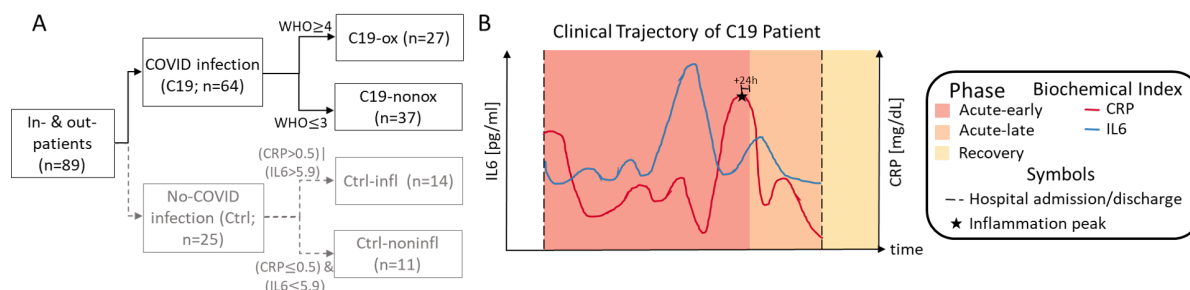 A
In- & out-
patients
(n=89)
COVID infection
(C19; n=64)
WHO≥4
C19-ox (n=27)
WHO≤3
C19-nonox
(n=37)
No-COVID
infection (Ctrl;
n=25)
(CRP>0.5) |
(IL6>5.9)
Ctrl-infl (n=14)
(CRP≤0.5) &
(IL6≤5.9)
Ctrl-noninfl
(n=11)
B
Clinical Trajectory of C19 Patient
IL6 [pg/ml]
+24h
CRP [mg/dL]
time
Phase
Acute-early
Acute-late
Recovery
Biochemical Index
CRP
IL6
Symbols
Hospital admission/discharge
Inflammation peak